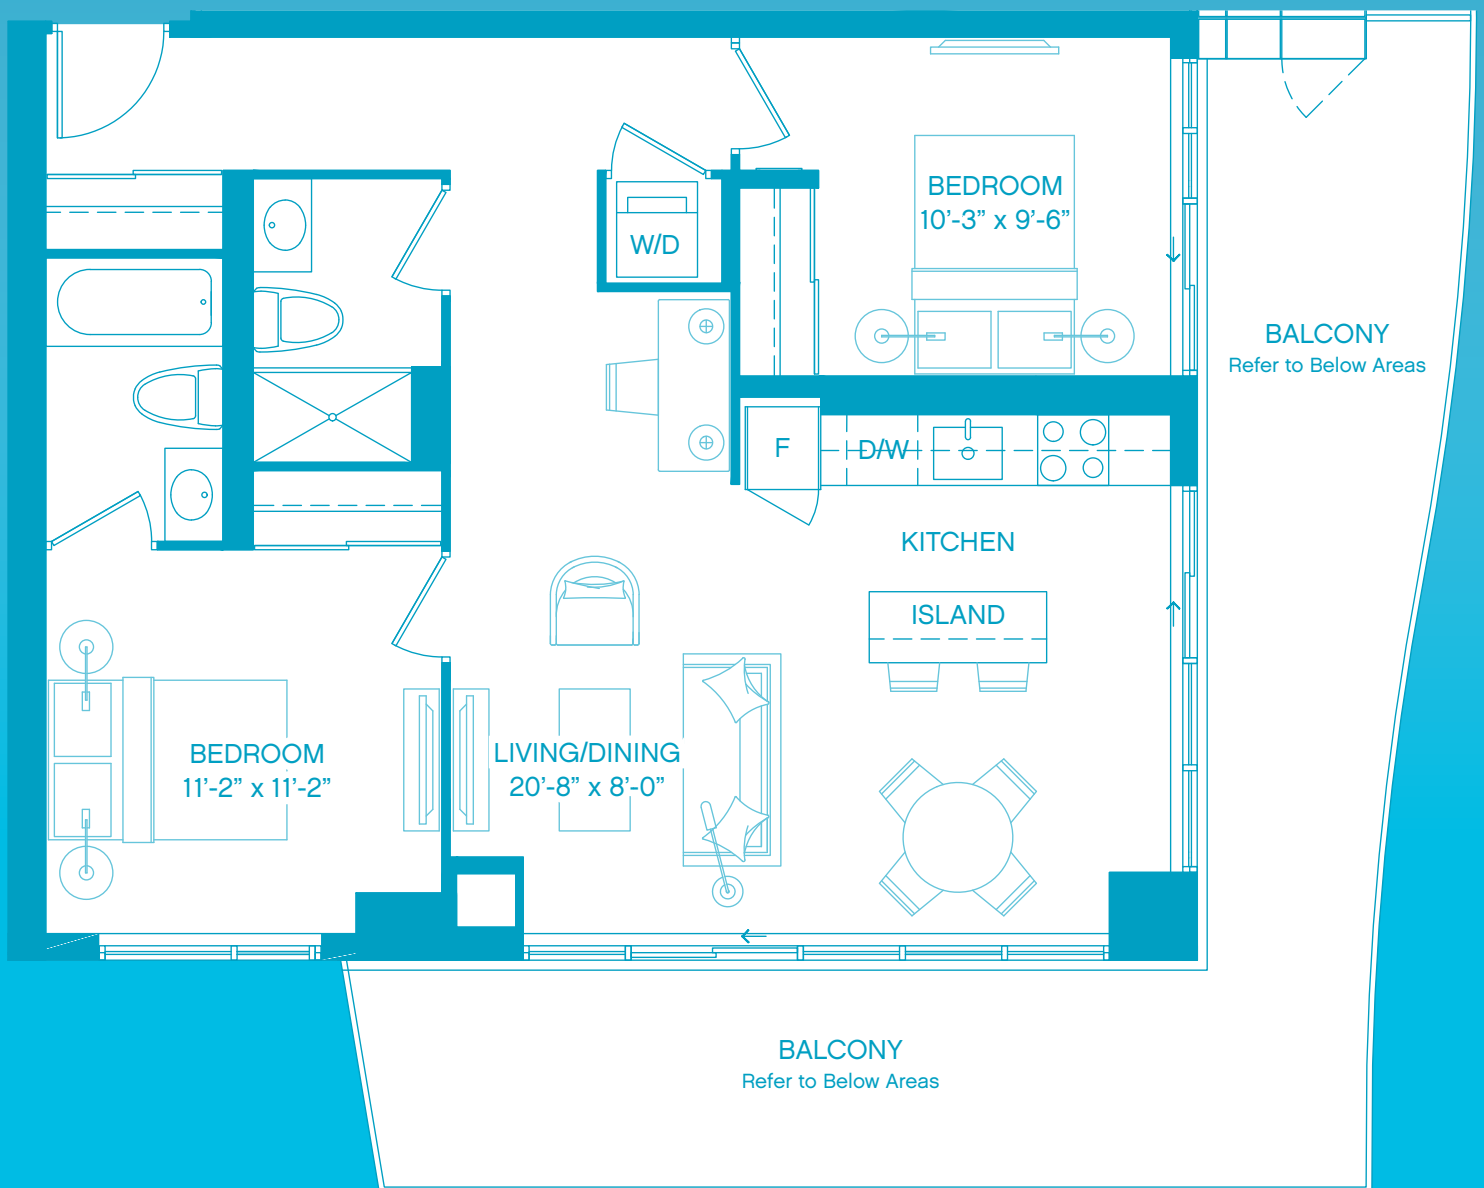 BEDROOM
10’-3” x 9’-6”
W/D
BALCONY
Refer to Below Areas
F
D/W
KITCHEN
ISLAND
BEDROOM
11’-2” x 11’-2”
LIVING/DINING
20’-8” x 8’-0”
BALCONY
Refer to Below Areas